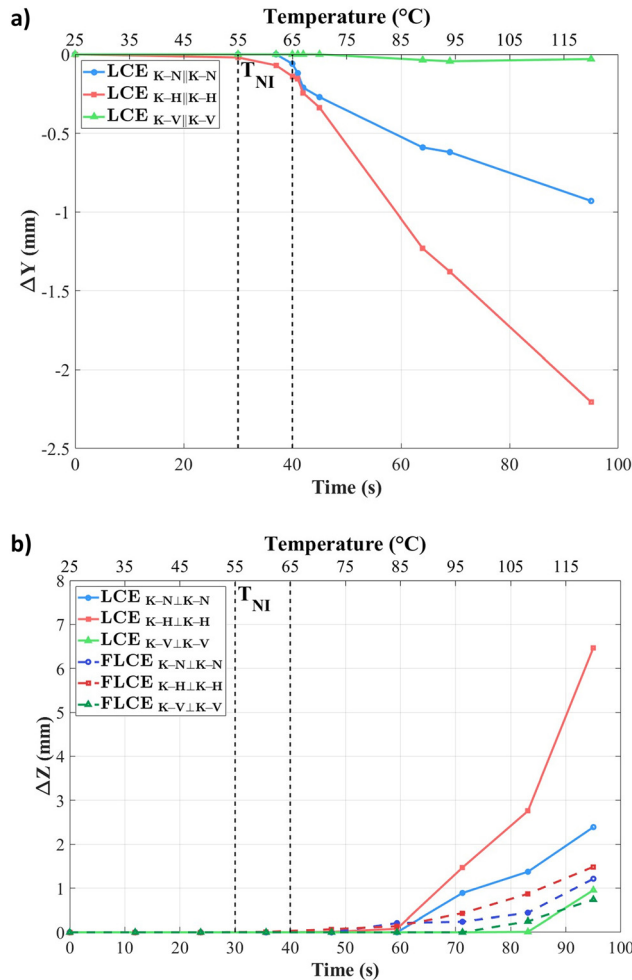 a)
Temperature (°C)
25 35 45 55 65 75 85 95 105 115
LCE K–N∥K–N
LCE K–H∥K–H
LCE K–V∥K–V
T_NI
0
-0.5
-1
-1.5
-2
-2.5
ΔY (mm)
0 20 40 60 80 100
Time (s)
b)
Temperature (°C)
25 35 45 55 65 75 85 95 105 115
LCE K–N⊥K–N
LCE K–H⊥K–H
LCE K–V⊥K–V
FLCE K–N⊥K–N
FLCE K–H⊥K–H
FLCE K–V⊥K–V
T_NI
8
7
6
5
4
3
2
1
0
ΔZ (mm)
0 10 20 30 40 50 60 70 80 90 100
Time (s)